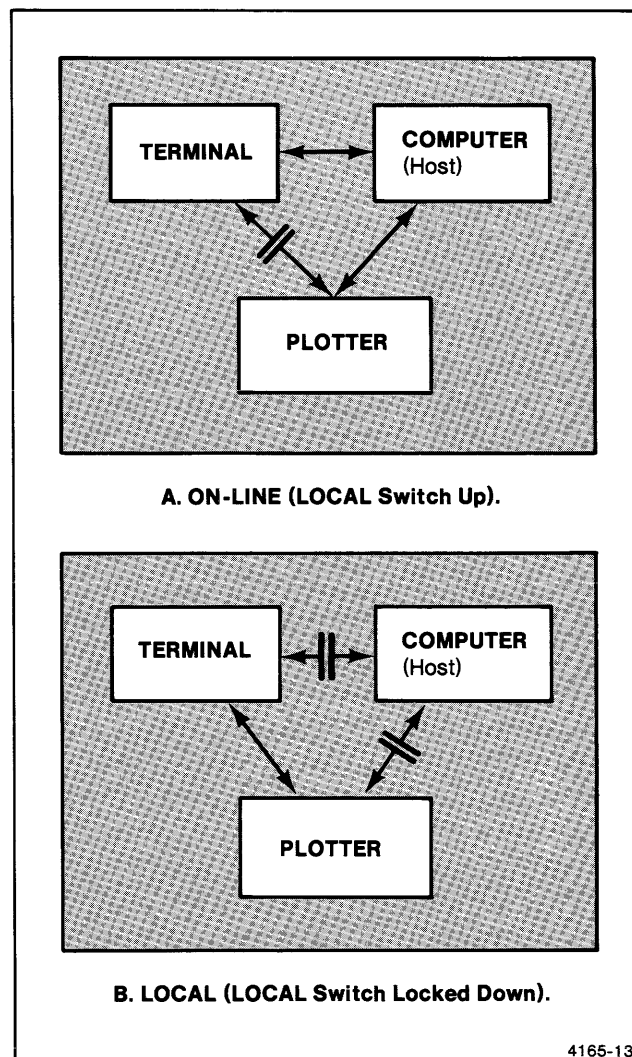 TERMINAL
COMPUTER
(Host)
PLOTTER
A. ON-LINE (LOCAL Switch Up).
TERMINAL
COMPUTER
(Host)
PLOTTER
B. LOCAL (LOCAL Switch Locked Down).
4165-13